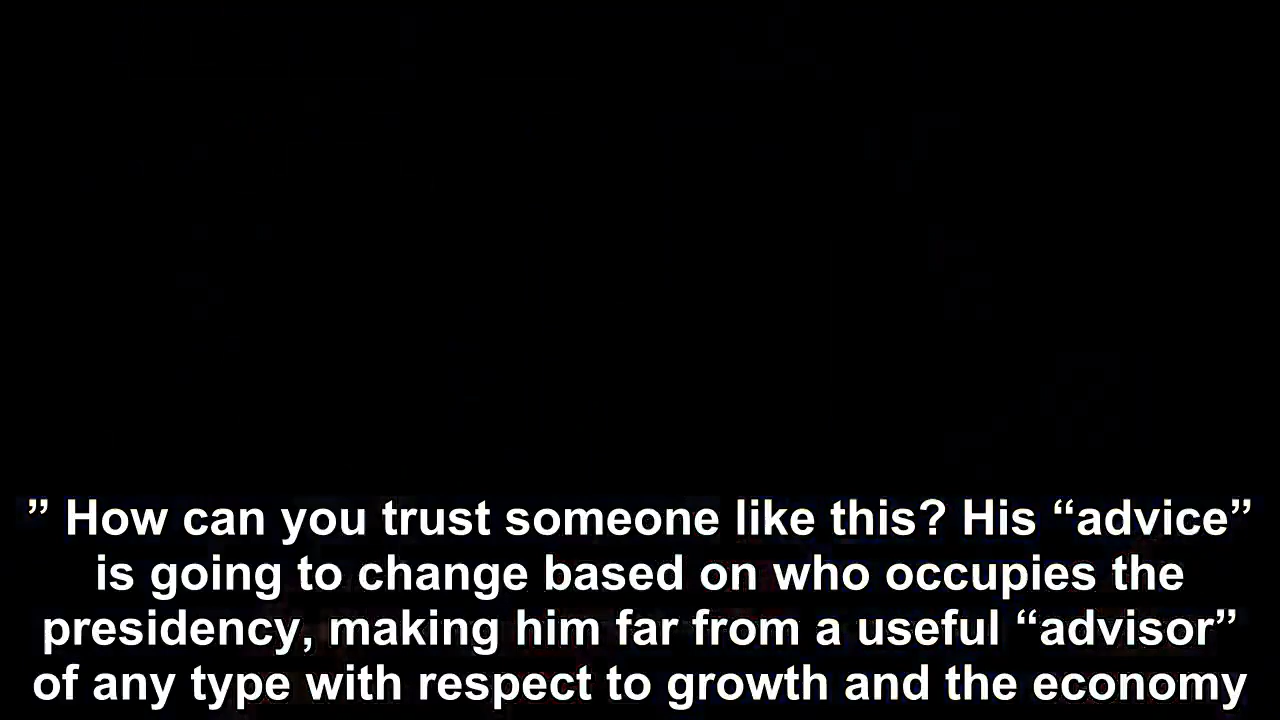 ” How can you trust someone like this? His “advice”
is going to change based on who occupies the
presidency, making him far from a useful “advisor”
of any type with respect to growth and the economy